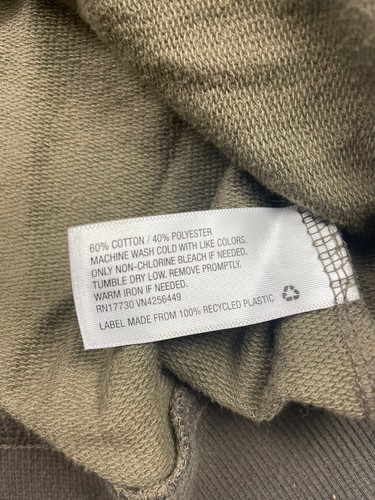 60% COTTON / 40% POLYESTER
MACHINE WASH COLD WITH LIKE COLORS.
ONLY NON-CHLORINE BLEACH IF NEEDED.
TUMBLE DRY LOW. REMOVE PROMPTLY.
WARM IRON IF NEEDED.
RN17730 VN4256449
LABEL MADE FROM 100% RECYCLED PLASTIC